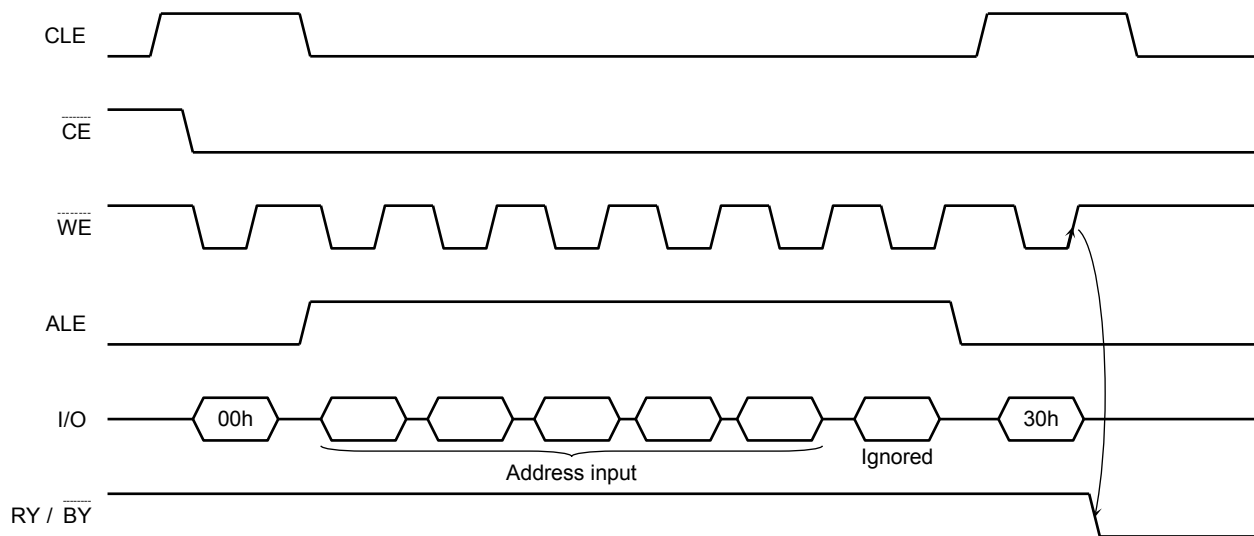 CLE
CE
WE
ALE
I/O 00h 30h
Address input Ignored
RY / BY